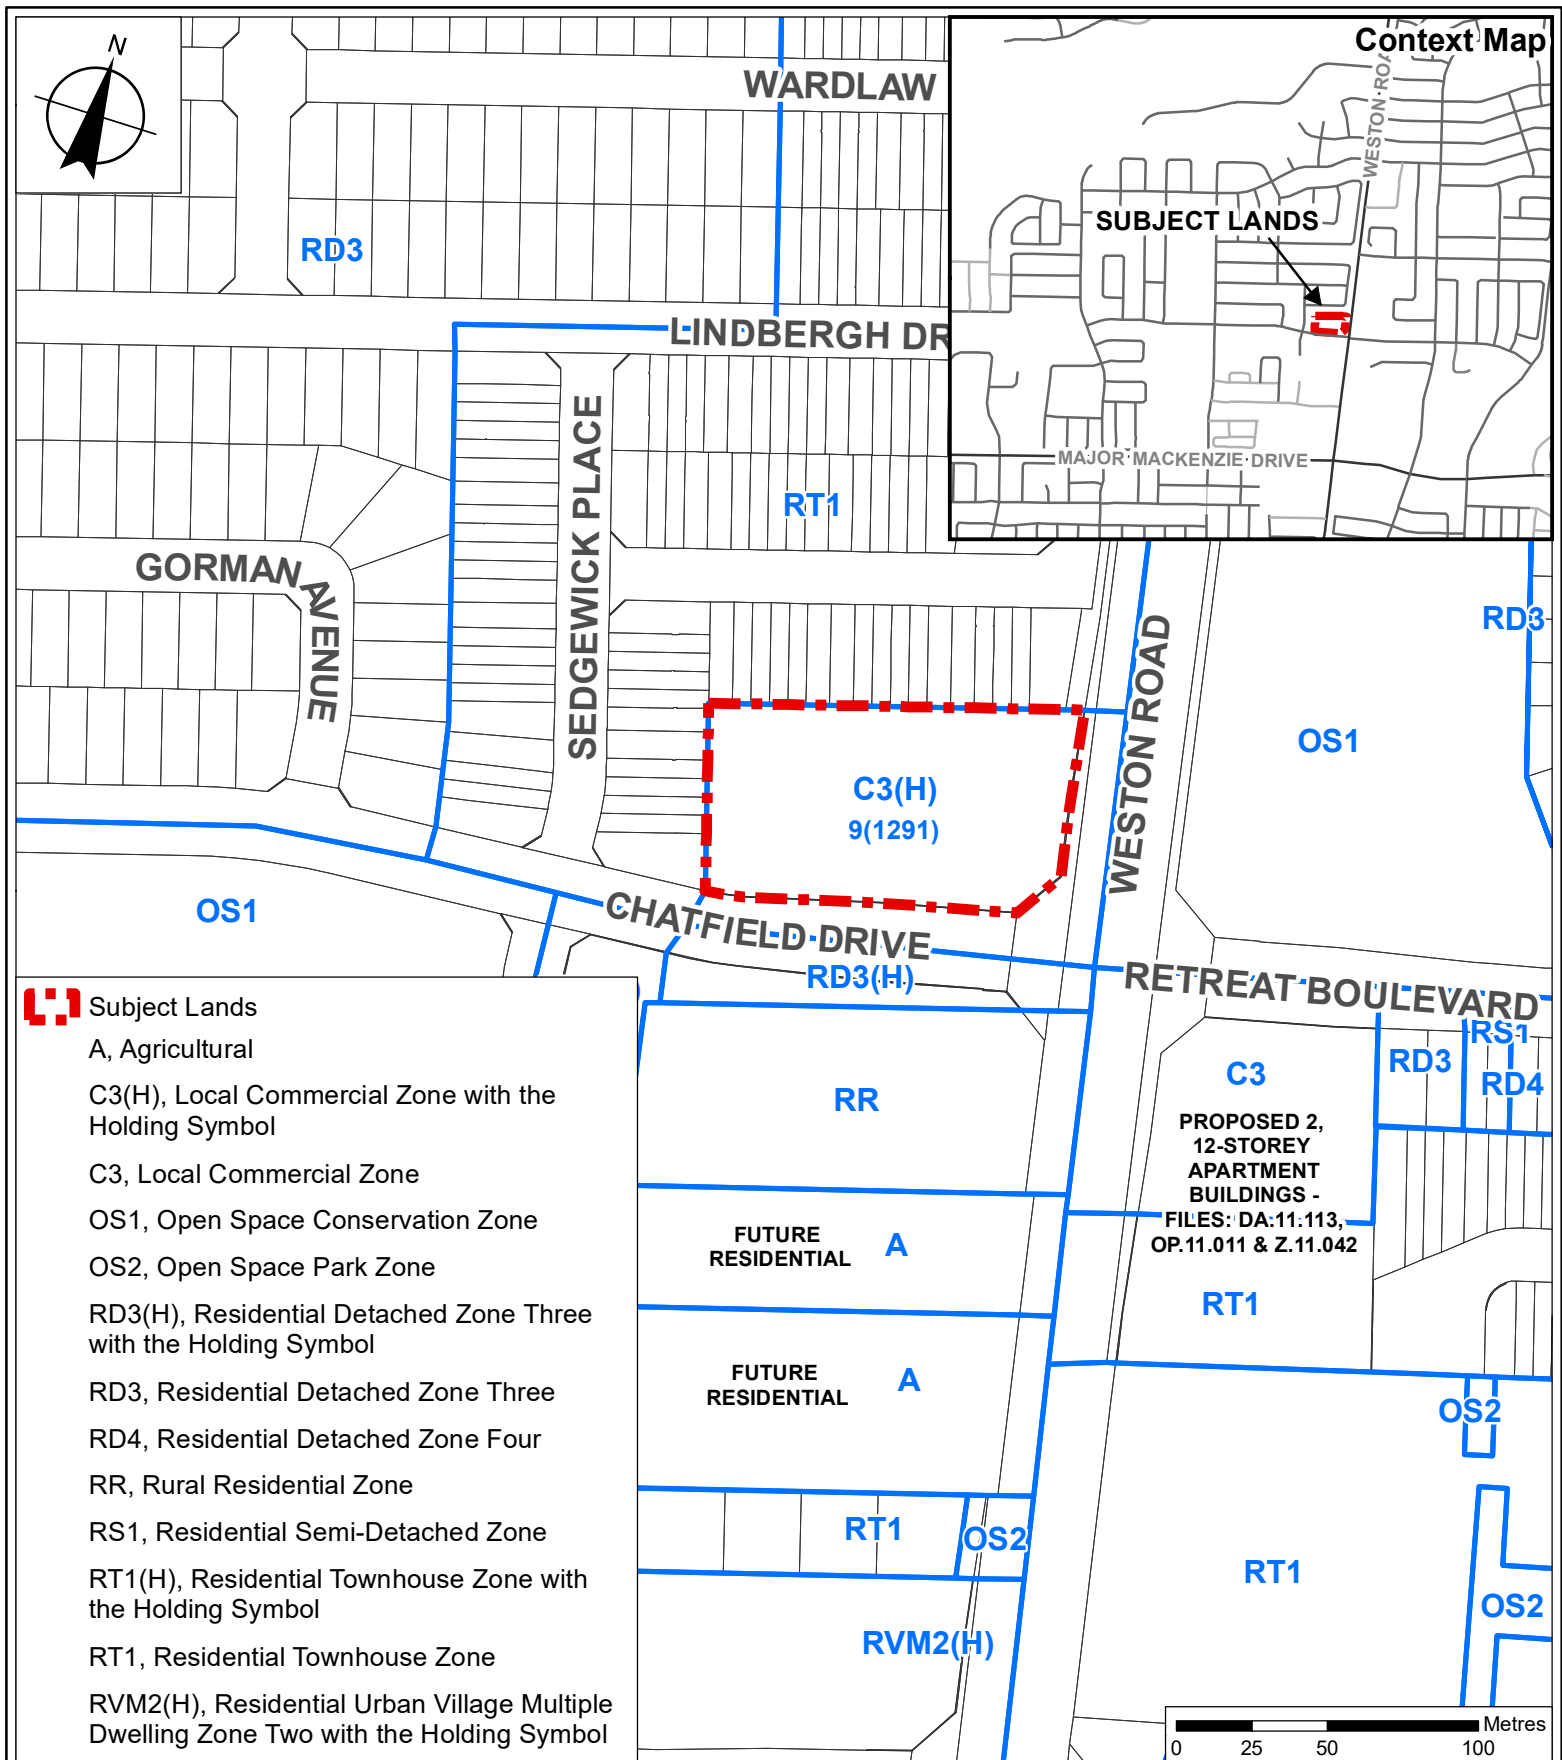 N
Context Map
WESTON ROA
SUBJECT LANDS
MAJOR MACKENZIE DRIVE
WARDLAW
RD3
LINDBERGH DR
SEDGEWICK PLACE
RT1
GORMAN AVENUE
RD3
WESTON ROAD
OS1
C3(H)
9(1291)
OS1
CHATFIELD DRIVE
RD3(H)
RETREAT BOULEVARD
RS1
RD3
RD4
C3
RR
PROPOSED 2,
12-STOREY
APARTMENT
BUILDINGS -
FILES: DA.11.113,
OP.11.011 & Z.11.042
FUTURE
RESIDENTIAL
A
RT1
FUTURE
RESIDENTIAL
A
OS2
RT1
OS2
RT1
OS2
RVM2(H)
Subject Lands
A, Agricultural
C3(H), Local Commercial Zone with the
Holding Symbol
C3, Local Commercial Zone
OS1, Open Space Conservation Zone
OS2, Open Space Park Zone
RD3(H), Residential Detached Zone Three
with the Holding Symbol
RD3, Residential Detached Zone Three
RD4, Residential Detached Zone Four
RR, Rural Residential Zone
RS1, Residential Semi-Detached Zone
RT1(H), Residential Townhouse Zone with
the Holding Symbol
RT1, Residential Townhouse Zone
RVM2(H), Residential Urban Village Multiple
Dwelling Zone Two with the Holding Symbol
Metres
0 25 50 100